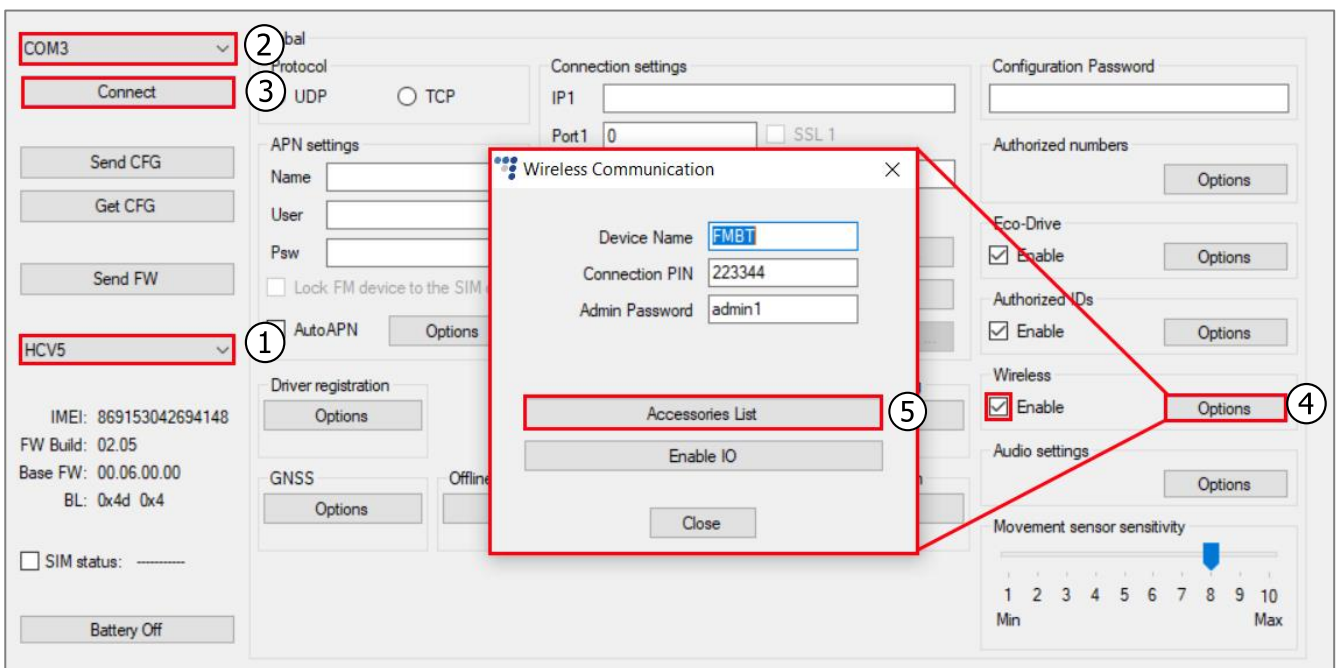 COM3
2
Connect
3
Send CFG
Get CFG
Send FW
HCV5
1
IMEI: 869153042694148
FW Build: 02.05
Base FW: 00.06.00.00
BL: 0x4d 0x4
SIM status: -----------
Battery Off
Protocol
UDP
TCP
APN settings
Name
User
Psw
Lock FM device to the SIM
AutoAPN
Options
Driver registration
Options
GNSS
Options
Offline
Connection settings
IP1
Port1 0
SSL 1
Wireless Communication
Device Name FMBT
Connection PIN 223344
Admin Password admin1
Accessories List
5
Enable IO
Close
Configuration Password
Authorized numbers
Options
Eco-Drive
Enable
Options
Authorized IDs
Enable
Options
Wireless
Enable
Options
4
Audio settings
Options
Movement sensor sensitivity
1 2 3 4 5 6 7 8 9 10
Min
Max